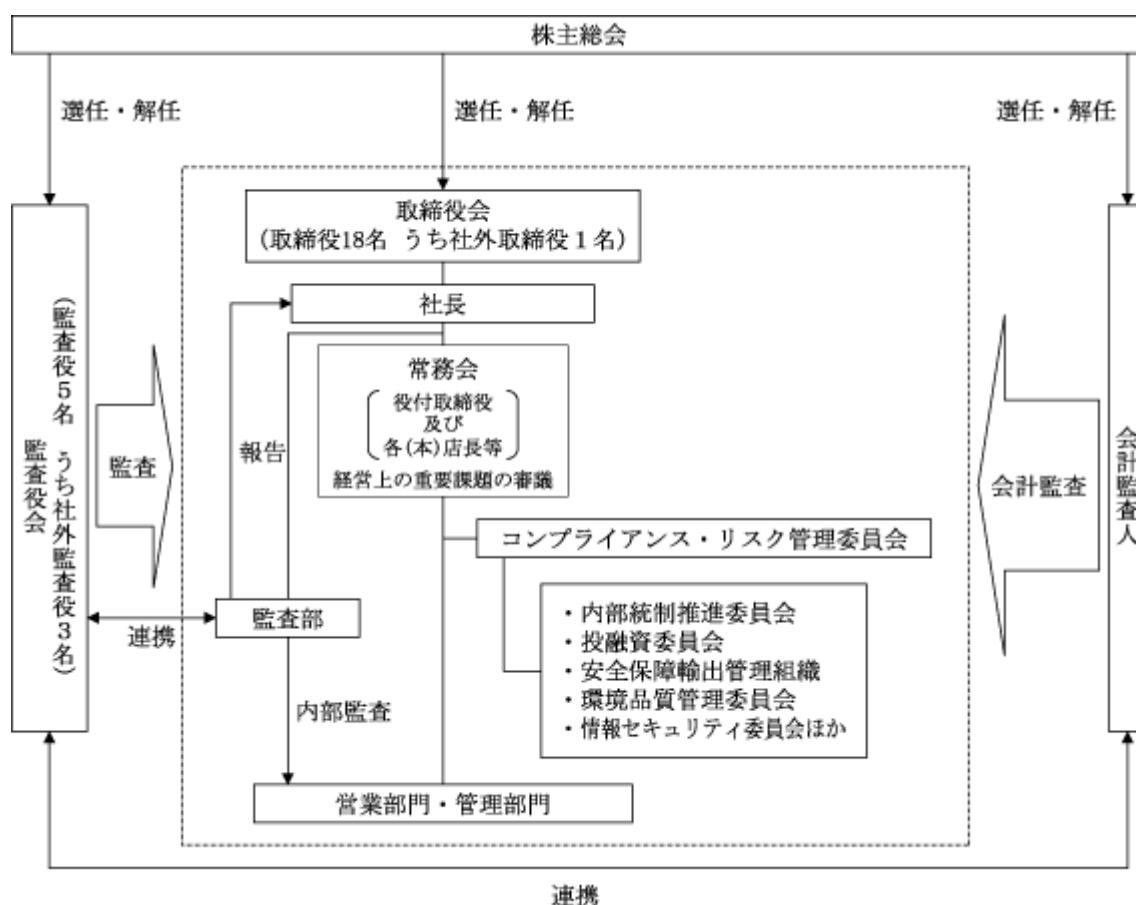 株主総会
選任・解任
選任・解任
選任・解任
取締役会
(取締役18名 うち社外取締役1名)
社長
常務会
役付取締役
及び
各(本)店長等
経営上の重要課題の審議
監査役会
(監査役5名 うち社外監査役3名)
監査
報告
会計監査
会計監査人
コンプライアンス・リスク管理委員会
監査部
連携
・内部統制推進委員会
・投融資委員会
・安全保障輸出管理組織
・環境品質管理委員会
・情報セキュリティ委員会ほか
内部監査
営業部門・管理部門
連携